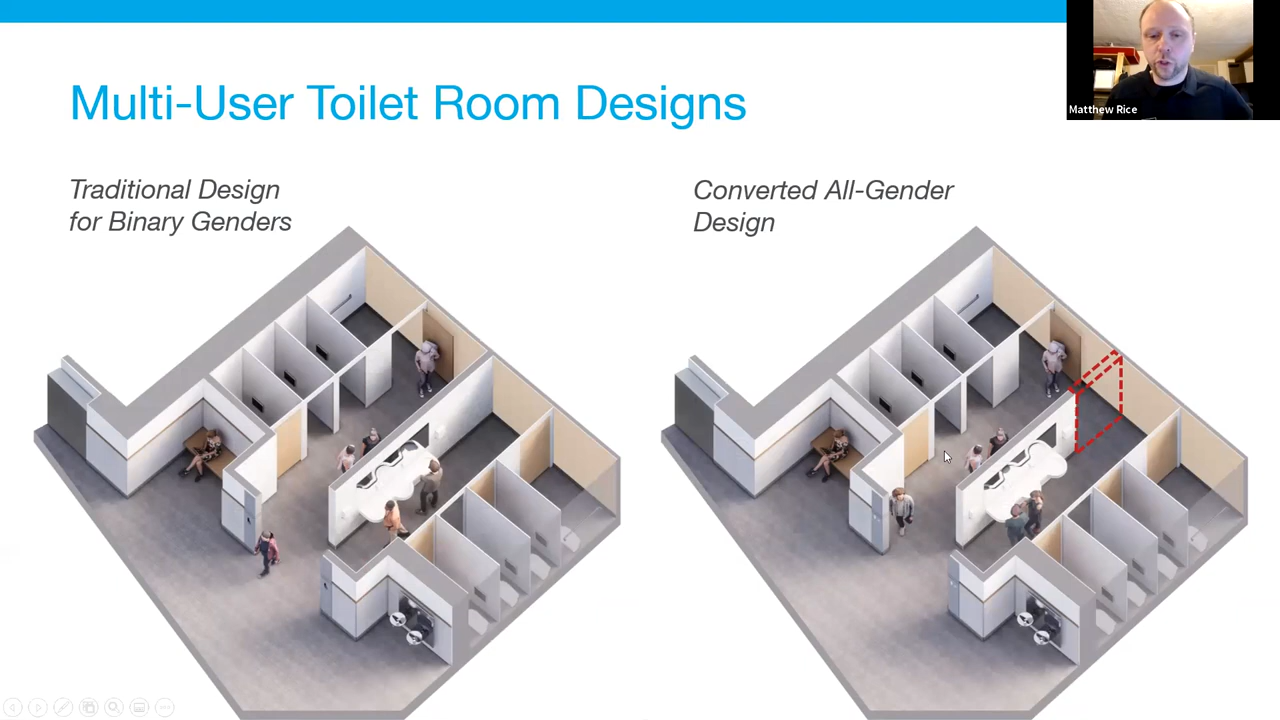 Multi-User Toilet Room Designs
Matthew Rice
Traditional Design
for Binary Genders
Converted All-Gender
Design